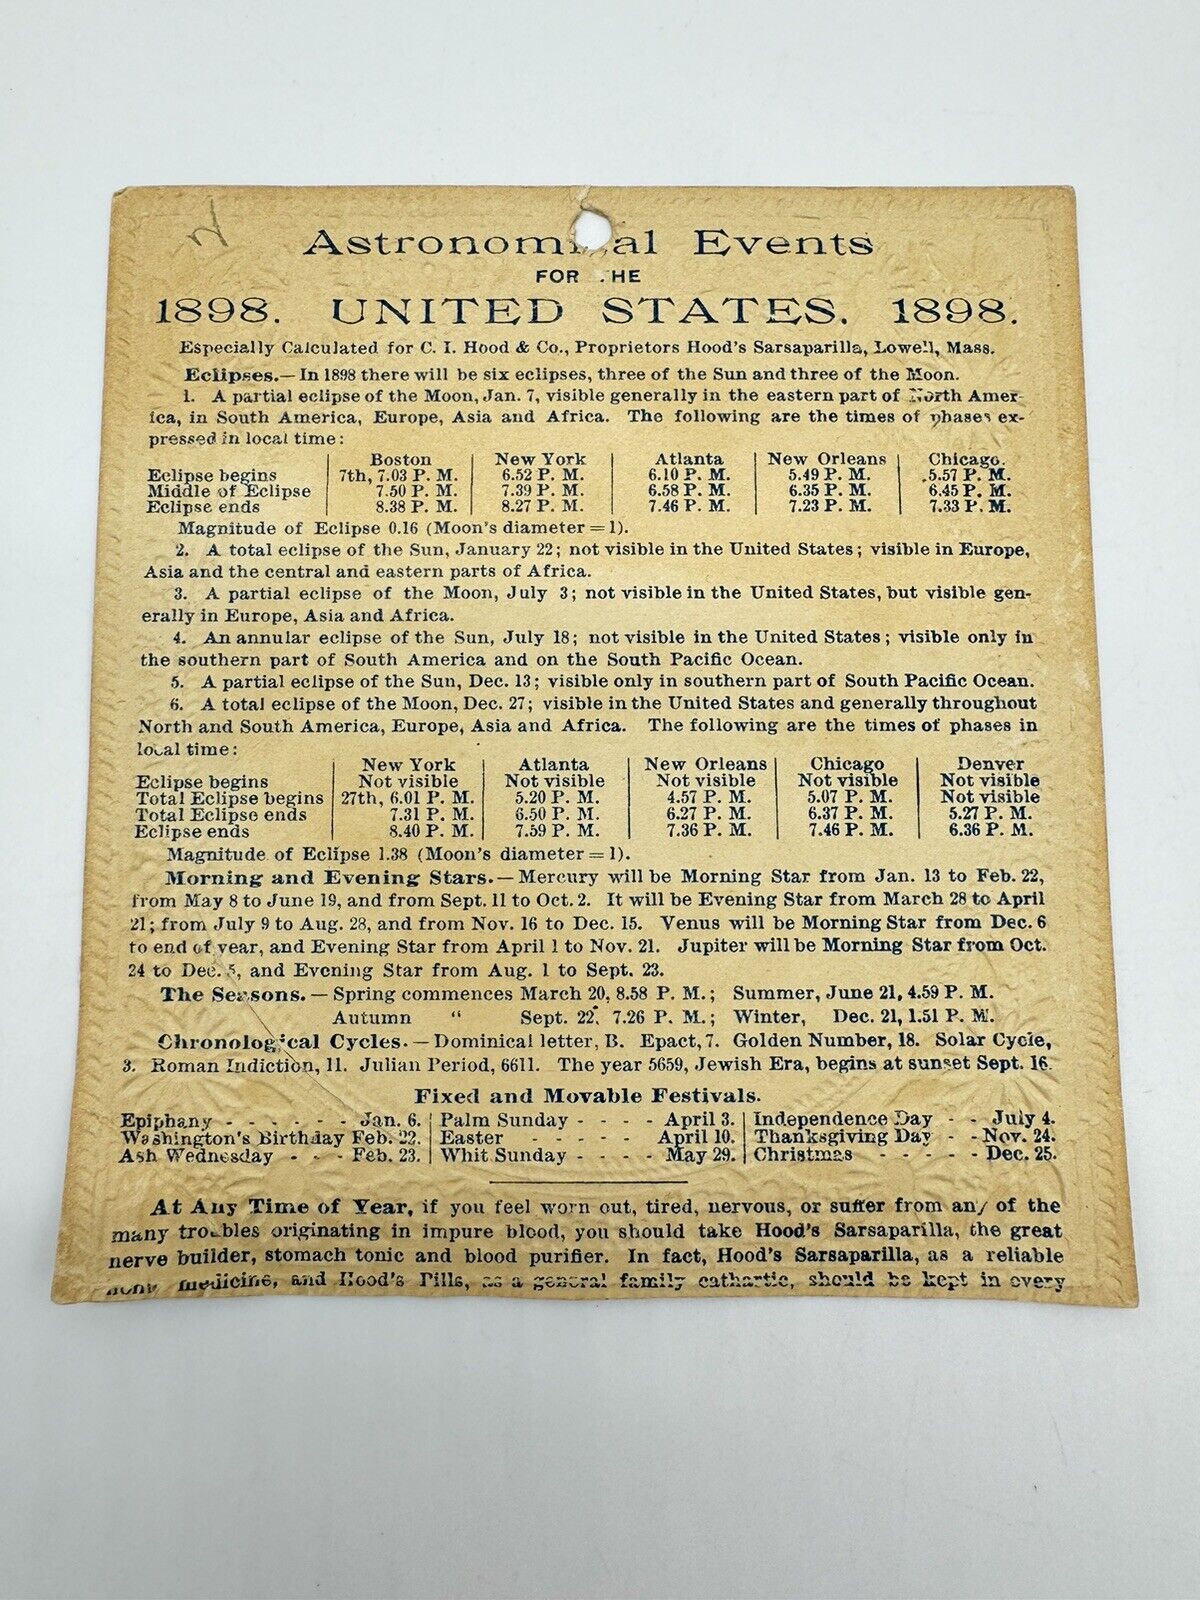 2
Astronomical Events
FOR THE
1898. UNITED STATES. 1898.
Especially Calculated for C. I. Hood & Co., Proprietors Hood's Sarsaparilla, Lowell, Mass.
Eclipses.—In 1898 there will be six eclipses, three of the Sun and three of the Moon.
1. A partial eclipse of the Moon, Jan. 7, visible generally in the eastern part of North Amer-
ica, in South America, Europe, Asia and Africa. The following are the times of phases ex-
pressed in local time:
Boston New York Atlanta New Orleans Chicago.
Eclipse begins 7th, 7.03 P. M. 6.52 P. M. 6.10 P. M. 5.49 P. M. 5.57 P. M.
Middle of Eclipse 7.50 P. M. 7.39 P. M. 6.58 P. M. 6.35 P. M. 6.45 P. M.
Eclipse ends 8.38 P. M. 8.27 P. M. 7.46 P. M. 7.23 P. M. 7.33 P. M.
Magnitude of Eclipse 0.16 (Moon's diameter=1).
2. A total eclipse of the Sun, January 22; not visible in the United States; visible in Europe,
Asia and the central and eastern parts of Africa.
3. A partial eclipse of the Moon, July 3; not visible in the United States, but visible gen-
erally in Europe, Asia and Africa.
4. An annular eclipse of the Sun, July 18; not visible in the United States; visible only in
the southern part of South America and on the South Pacific Ocean.
5. A partial eclipse of the Sun, Dec. 13; visible only in southern part of South Pacific Ocean.
6. A total eclipse of the Moon, Dec. 27; visible in the United States and generally throughout
North and South America, Europe, Asia and Africa. The following are the times of phases in
local time:
New York Atlanta New Orleans Chicago Denver
Eclipse begins Not visible Not visible Not visible Not visible Not visible
Total Eclipse begins 27th, 6.01 P. M. 5.20 P. M. 4.57 P. M. 5.07 P. M. Not visible
Total Eclipse ends 7.31 P. M. 6.50 P. M. 6.27 P. M. 6.37 P. M. 5.27 P. M.
Eclipse ends 8.40 P. M. 7.59 P. M. 7.36 P. M. 7.46 P. M. 6.36 P. M.
Magnitude of Eclipse 1.38 (Moon's diameter=1).
Morning and Evening Stars.—Mercury will be Morning Star from Jan. 13 to Feb. 22,
from May 8 to June 19, and from Sept. 11 to Oct. 2. It will be Evening Star from March 28 to April
21; from July 9 to Aug. 28, and from Nov. 16 to Dec. 15. Venus will be Morning Star from Dec. 6
to end of year, and Evening Star from April 1 to Nov. 21. Jupiter will be Morning Star from Oct.
24 to Dec. 5, and Evening Star from Aug. 1 to Sept. 23.
The Seasons.—Spring commences March 20, 8.58 P. M.; Summer, June 21, 4.59 P. M.
Autumn " Sept. 22, 7.26 P. M.; Winter, Dec. 21, 1.51 P. M.
Chronological Cycles.—Dominical letter, B. Epact, 7. Golden Number, 18. Solar Cycle,
3. Roman Indiction, 11. Julian Period, 6611. The year 5659, Jewish Era, begins at sunset Sept. 16.
Fixed and Movable Festivals.
Epiphany - - - - - - Jan. 6. Palm Sunday - - - - April 3. Independence Day - - July 4.
Washington's Birthday Feb. 22. Easter - - - - - April 10. Thanksgiving Day - - Nov. 24.
Ash Wednesday - - - Feb. 23. Whit Sunday - - - - May 29. Christmas - - - - - Dec. 25.
At Any Time of Year, if you feel worn out, tired, nervous, or suffer from any of the
many troubles originating in impure blood, you should take Hood's Sarsaparilla, the great
nerve builder, stomach tonic and blood purifier. In fact, Hood's Sarsaparilla, as a reliable
medicine, and Hood's Pills, as a general family cathartic, should be kept in every